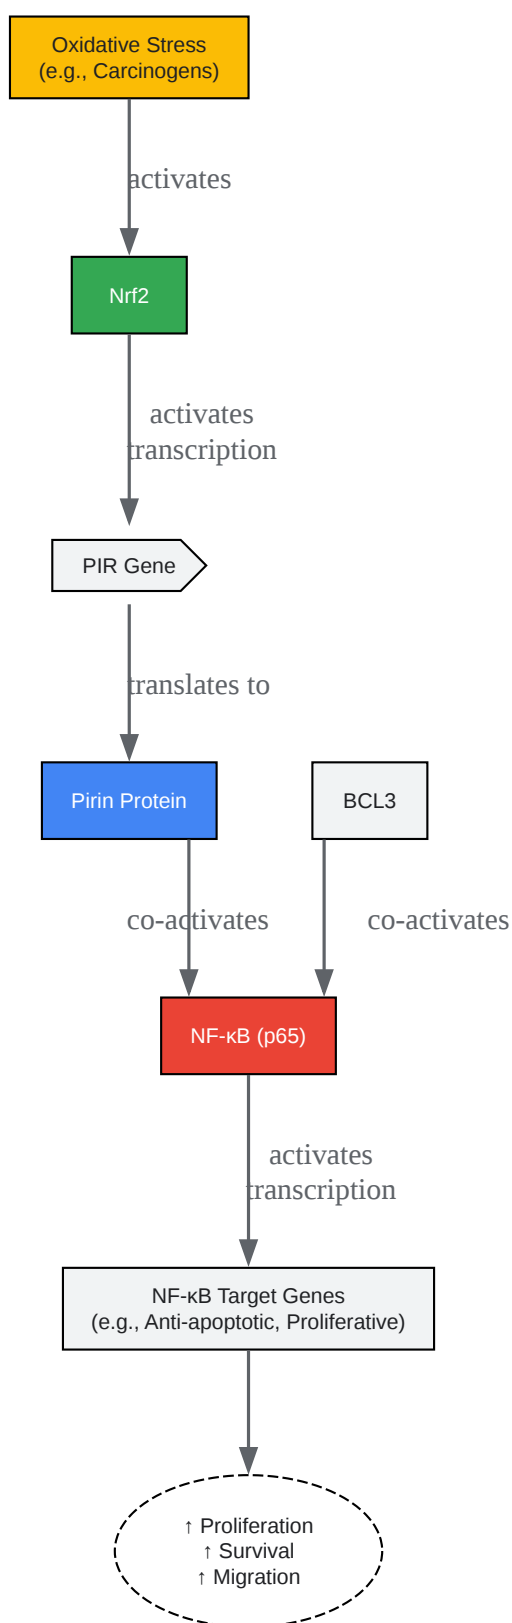 Oxidative Stress
(e.g., Carcinogens)
activates
Nrf2
activates
transcription
PIR Gene
translates to
Pirin Protein
BCL3
co-activates
co-activates
NF-κB (p65)
activates
transcription
NF-κB Target Genes
(e.g., Anti-apoptotic, Proliferative)
↑ Proliferation
↑ Survival
↑ Migration